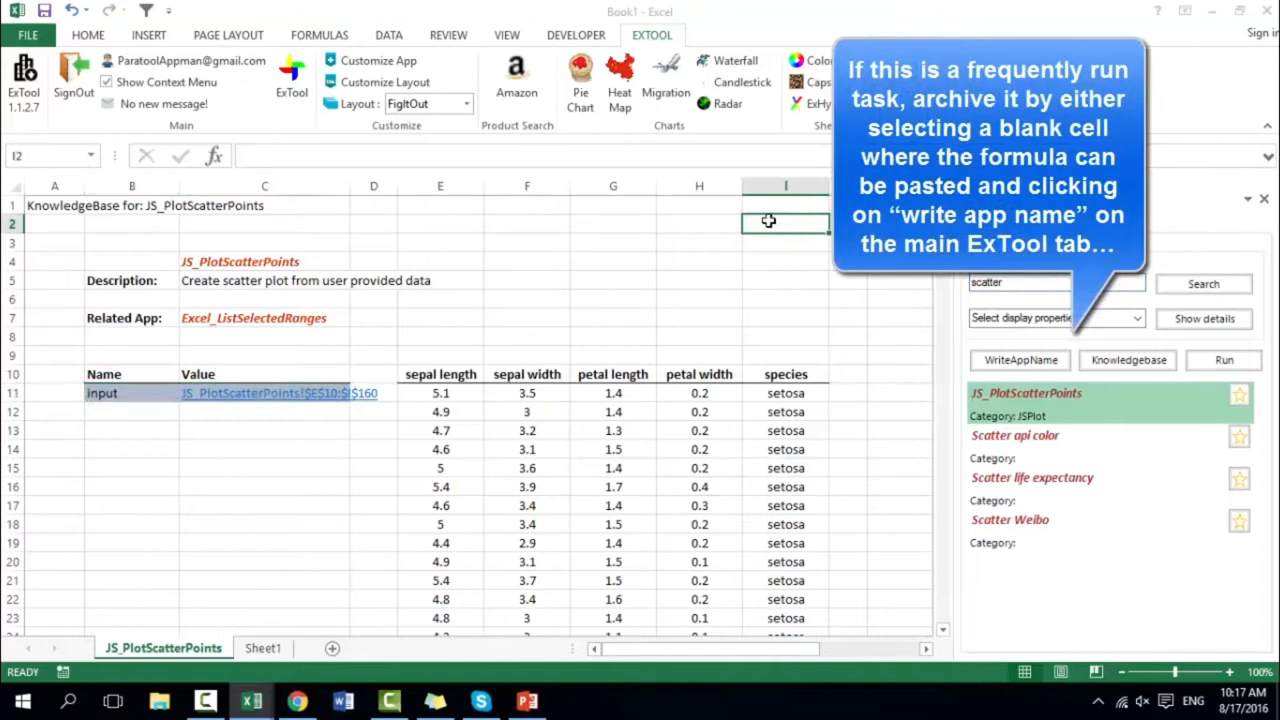 Book1 - Excel
FILE HOME INSERT PAGE LAYOUT FORMULAS DATA REVIEW VIEW DEVELOPER EXTOOL Sign in
ExTool
1.1.2.7
SignOut
ParatoolAppman@gmail.com
Show Context Menu
No new message!
ExTool
Main
Customize App
Customize Layout
Layout : FigItOut
Customize
Amazon
Product Search
Pie
Chart
Heat
Map
Migration
Waterfall
Candlestick
Radar
Charts
If this is a frequently run
task, archive it by either
selecting a blank cell
where the formula can
be pasted and clicking
on “write app name” on
the main ExTool tab…
I2 fx
A B C D E F G H I
1 KnowledgeBase for: JS_PlotScatterPoints
2
3
4 JS_PlotScatterPoints
5 Description: Create scatter plot from user provided data
6
7 Related App: Excel_ListSelectedRanges
8
9
10 Name Value sepal length sepal width petal length petal width species
11 input JS_PlotScatterPoints!$E$10:$I$160 5.1 3.5 1.4 0.2 setosa
12 4.9 3 1.4 0.2 setosa
13 4.7 3.2 1.3 0.2 setosa
14 4.6 3.1 1.5 0.2 setosa
15 5 3.6 1.4 0.2 setosa
16 5.4 3.9 1.7 0.4 setosa
17 4.6 3.4 1.4 0.3 setosa
18 5 3.4 1.5 0.2 setosa
19 4.4 2.9 1.4 0.2 setosa
20 4.9 3.1 1.5 0.1 setosa
21 5.4 3.7 1.5 0.2 setosa
22 4.8 3.4 1.6 0.2 setosa
23 4.8 3 1.4 0.1 setosa
scatter Search
Select display propertie Show details
WriteAppName Knowledgebase Run
JS_PlotScatterPoints
Category: JSPlot
Scatter api color
Category:
Scatter life expectancy
Category:
Scatter Weibo
Category:
JS_PlotScatterPoints Sheet1
READY 100%
ENG 10:17 AM
8/17/2016